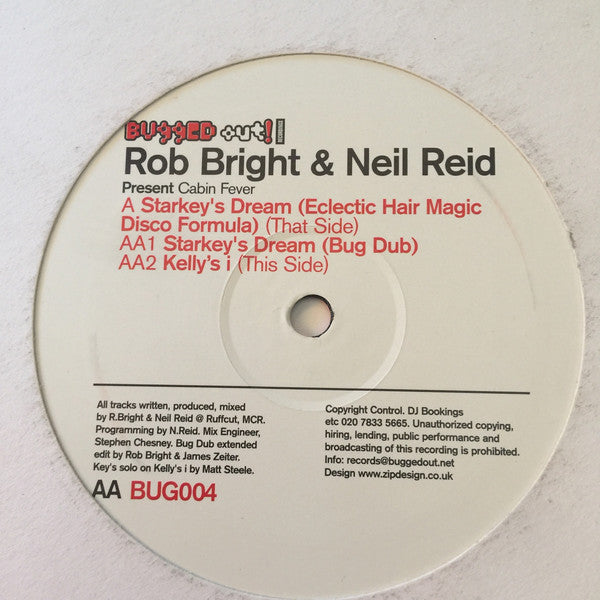 BUGGED out!
Rob Bright & Neil Reid
Present Cabin Fever
A Starkey's Dream (Eclectic Hair Magic
Disco Formula) (That Side)
AA1 Starkey's Dream (Bug Dub)
AA2 Kelly's i (This Side)
All tracks written, produced, mixed
by R.Bright & Neil Reid @ Ruffcut, MCR.
Programming by N.Reid. Mix Engineer,
Stephen Chesney. Bug Dub extended
edit by Rob Bright & James Zeiter.
Key's solo on Kelly's i by Matt Steele.
AA BUG004
Copyright Control. DJ Bookings
etc 020 7833 5665. Unauthorized copying,
hiring, lending, public performance and
broadcasting of this recording is prohibited.
Info: records@buggedout.net
Design www.zipdesign.co.uk